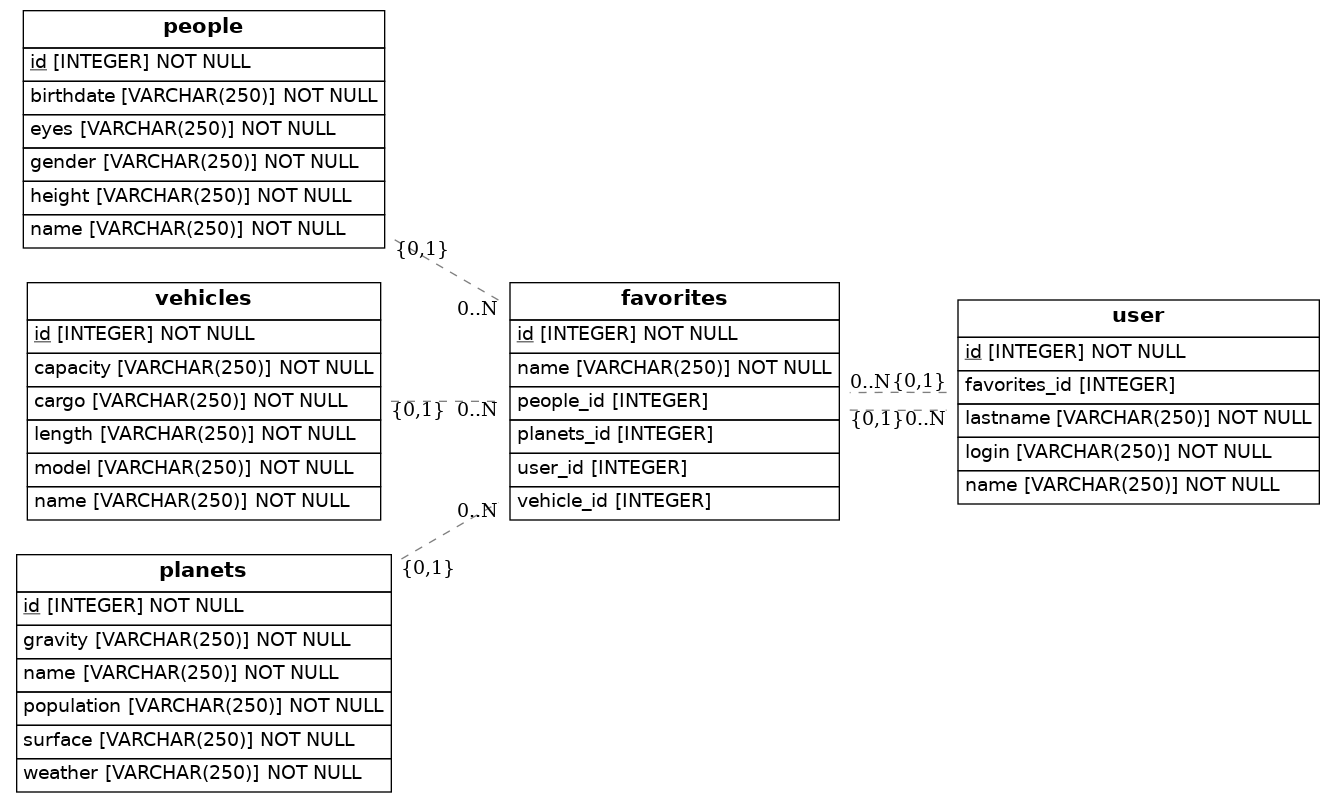 people
id [INTEGER] NOT NULL
birthdate [VARCHAR(250)] NOT NULL
eyes [VARCHAR(250)] NOT NULL
gender [VARCHAR(250)] NOT NULL
height [VARCHAR(250)] NOT NULL
name [VARCHAR(250)] NOT NULL
{0,1}
0..N
vehicles
id [INTEGER] NOT NULL
capacity [VARCHAR(250)] NOT NULL
cargo [VARCHAR(250)] NOT NULL
length [VARCHAR(250)] NOT NULL
model [VARCHAR(250)] NOT NULL
name [VARCHAR(250)] NOT NULL
{0,1} 0..N
favorites
id [INTEGER] NOT NULL
name [VARCHAR(250)] NOT NULL
people_id [INTEGER]
planets_id [INTEGER]
user_id [INTEGER]
vehicle_id [INTEGER]
0..N{0,1}
{0,1}0..N
user
id [INTEGER] NOT NULL
favorites_id [INTEGER]
lastname [VARCHAR(250)] NOT NULL
login [VARCHAR(250)] NOT NULL
name [VARCHAR(250)] NOT NULL
0..N
{0,1}
planets
id [INTEGER] NOT NULL
gravity [VARCHAR(250)] NOT NULL
name [VARCHAR(250)] NOT NULL
population [VARCHAR(250)] NOT NULL
surface [VARCHAR(250)] NOT NULL
weather [VARCHAR(250)] NOT NULL